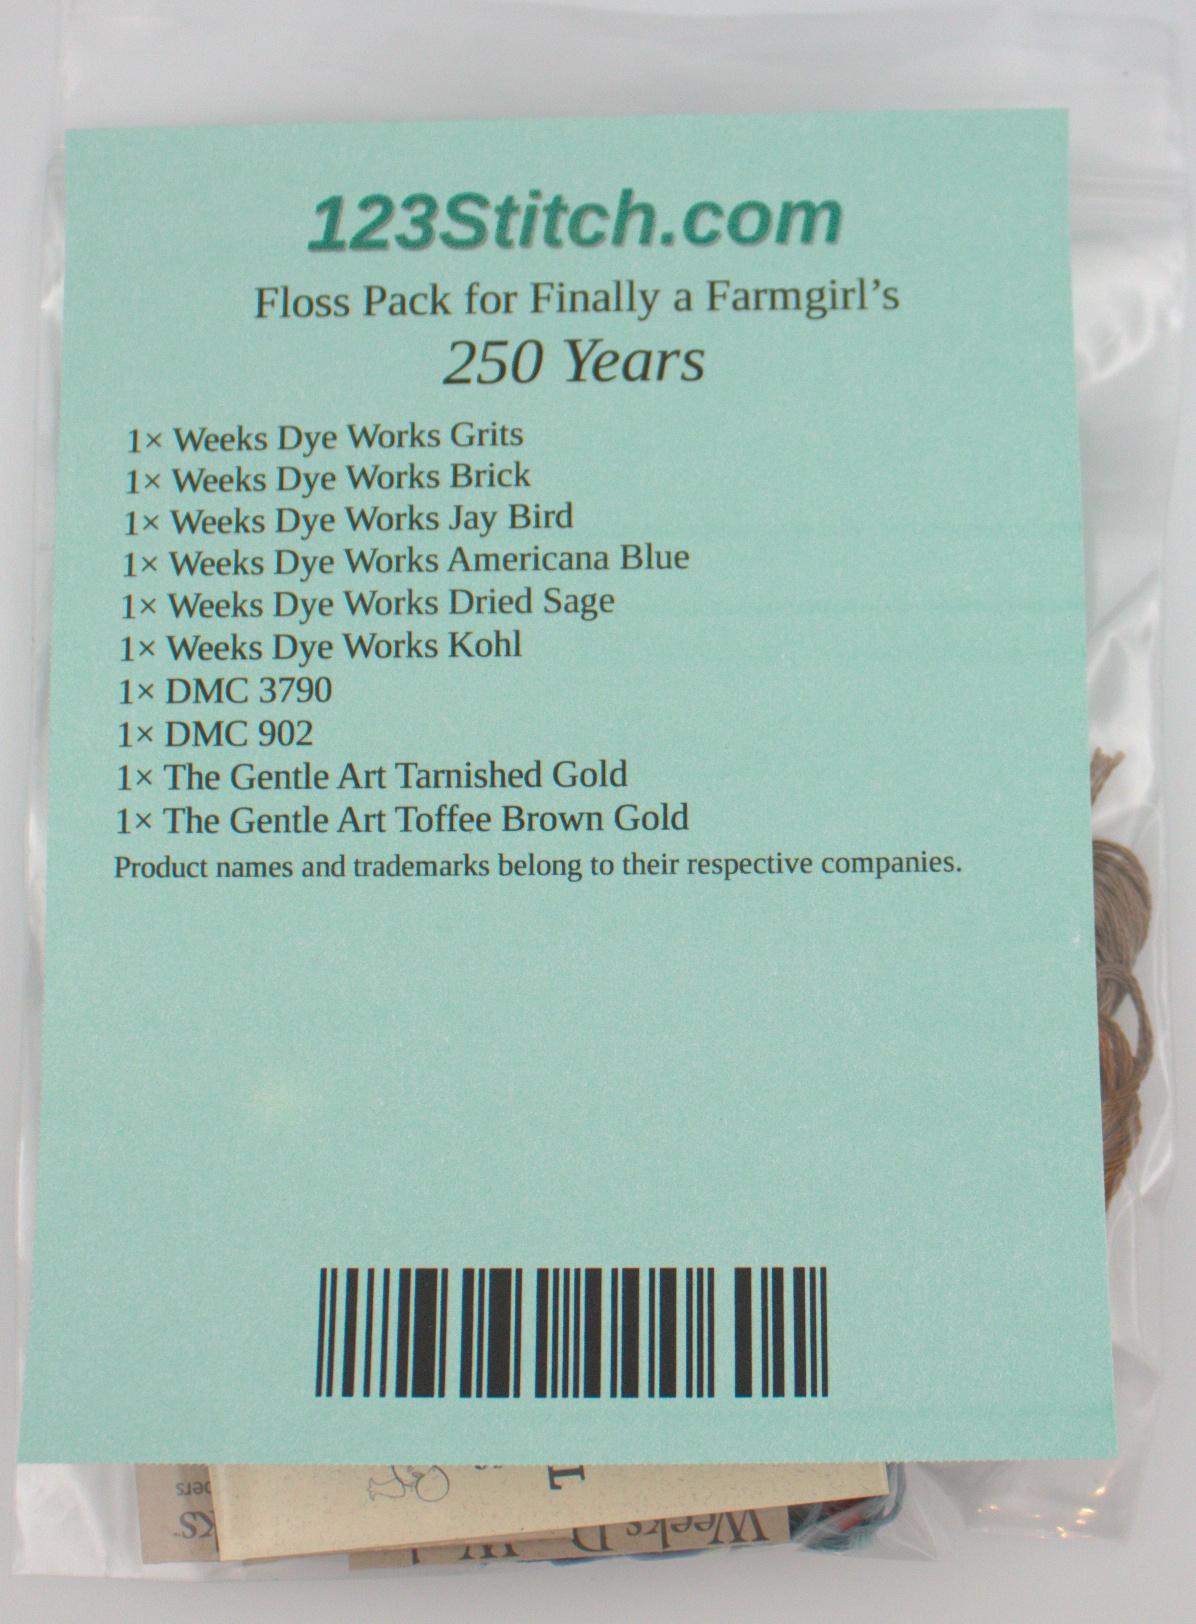 123Stitch.com
Floss Pack for Finally a Farmgirl’s
250 Years
1× Weeks Dye Works Grits
1× Weeks Dye Works Brick
1× Weeks Dye Works Jay Bird
1× Weeks Dye Works Americana Blue
1× Weeks Dye Works Dried Sage
1× Weeks Dye Works Kohl
1× DMC 3790
1× DMC 902
1× The Gentle Art Tarnished Gold
1× The Gentle Art Toffee Brown Gold
Product names and trademarks belong to their respective companies.
Weeks